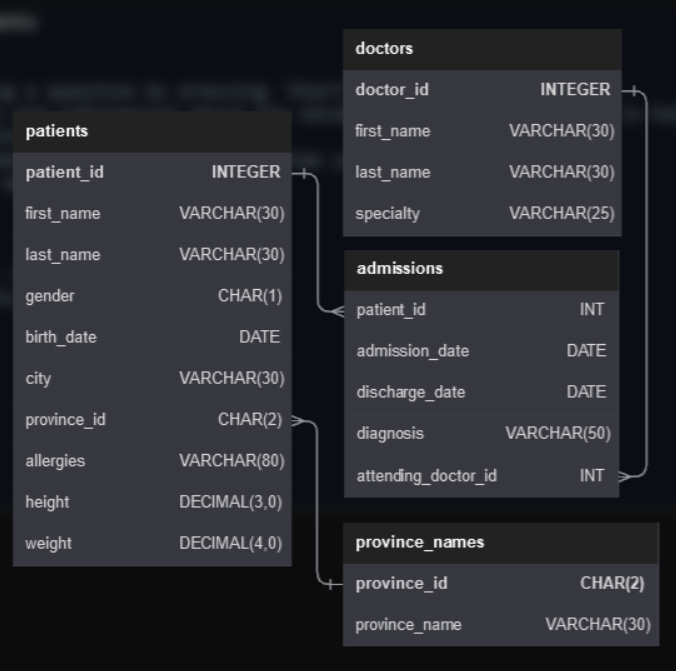 patients
patient_id INTEGER
first_name VARCHAR(30)
last_name VARCHAR(30)
gender CHAR(1)
birth_date DATE
city VARCHAR(30)
province_id CHAR(2)
allergies VARCHAR(80)
height DECIMAL(3,0)
weight DECIMAL(4,0)
doctors
doctor_id INTEGER
first_name VARCHAR(30)
last_name VARCHAR(30)
specialty VARCHAR(25)
admissions
patient_id INT
admission_date DATE
discharge_date DATE
diagnosis VARCHAR(50)
attending_doctor_id INT
province_names
province_id CHAR(2)
province_name VARCHAR(30)